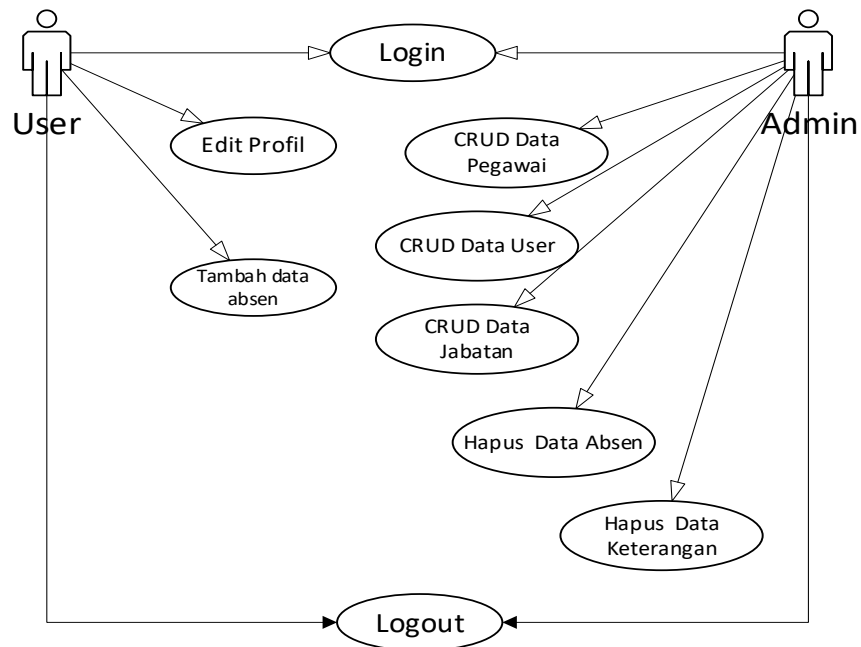 Login
User
Admin
Edit Profil
CRUD Data
Pegawai
CRUD Data User
Tambah data
absen
CRUD Data
Jabatan
Hapus Data Absen
Hapus Data
Keterangan
Logout